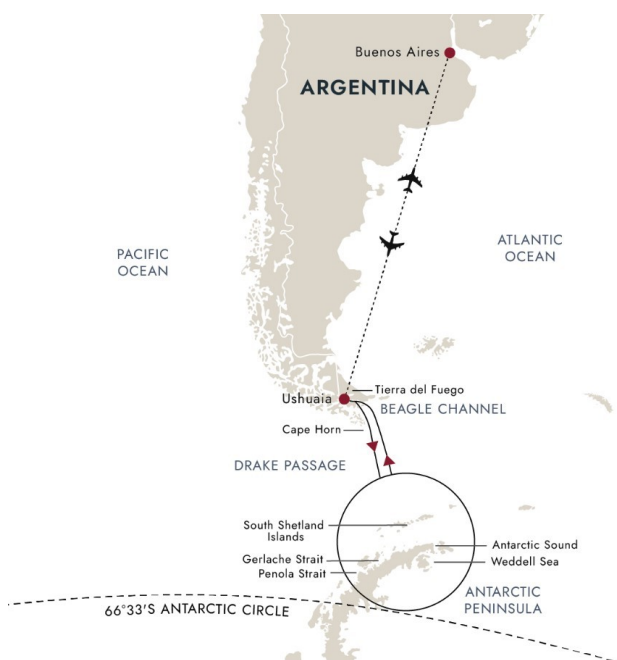 Buenos Aires
ARGENTINA
PACIFIC
OCEAN
ATLANTIC
OCEAN
Tierra del Fuego
Ushuaia
BEAGLE CHANNEL
Cape Horn
DRAKE PASSAGE
South Shetland
Islands
Antarctic Sound
Gerlache Strait
Weddell Sea
Penola Strait
ANTARCTIC
PENINSULA
66°33'S ANTARCTIC CIRCLE